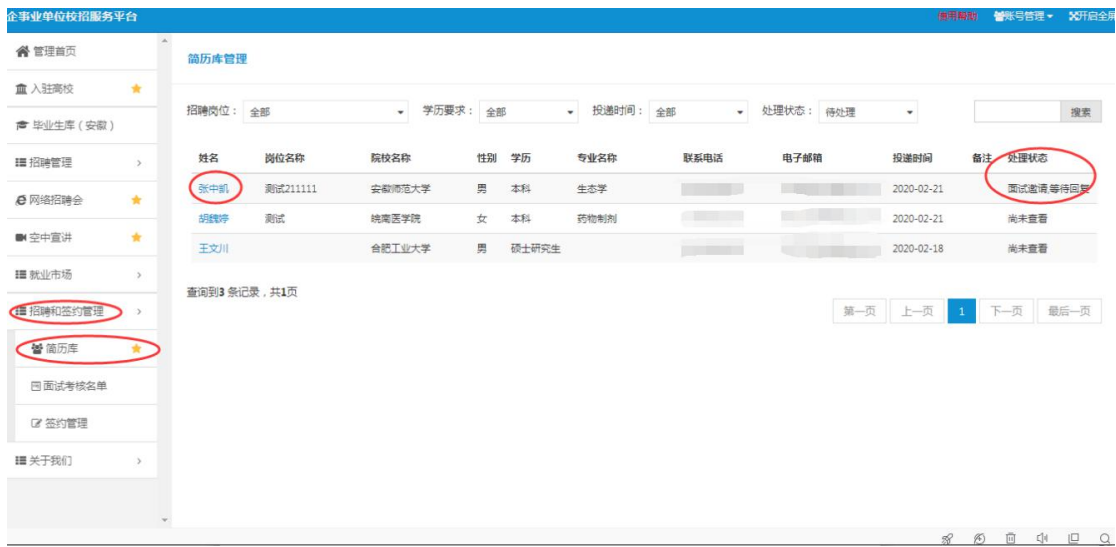 企事业单位校招服务平台 使用帮助 账号管理 开启全屏
管理首页
入驻高校
毕业生库（安徽）
招聘管理
网络招聘会
空中宣讲
就业市场
招聘和签约管理
简历库
面试考核名单
签约管理
关于我们
简历库管理
招聘岗位： 全部 学历要求： 全部 投递时间： 全部 处理状态： 待处理 搜索
姓名 岗位名称 院校名称 性别 学历 专业名称 联系电话 电子邮箱 投递时间 备注 处理状态
张中凯 测试211111 安徽师范大学 男 本科 生态学 2020-02-21 面试邀请,等待回复
胡魏婷 测试 皖南医学院 女 本科 药物制剂 2020-02-21 尚未查看
王文川 合肥工业大学 男 硕士研究生 2020-02-18 尚未查看
查询到3 条记录，共1页
第一页 上一页 1 下一页 最后一页